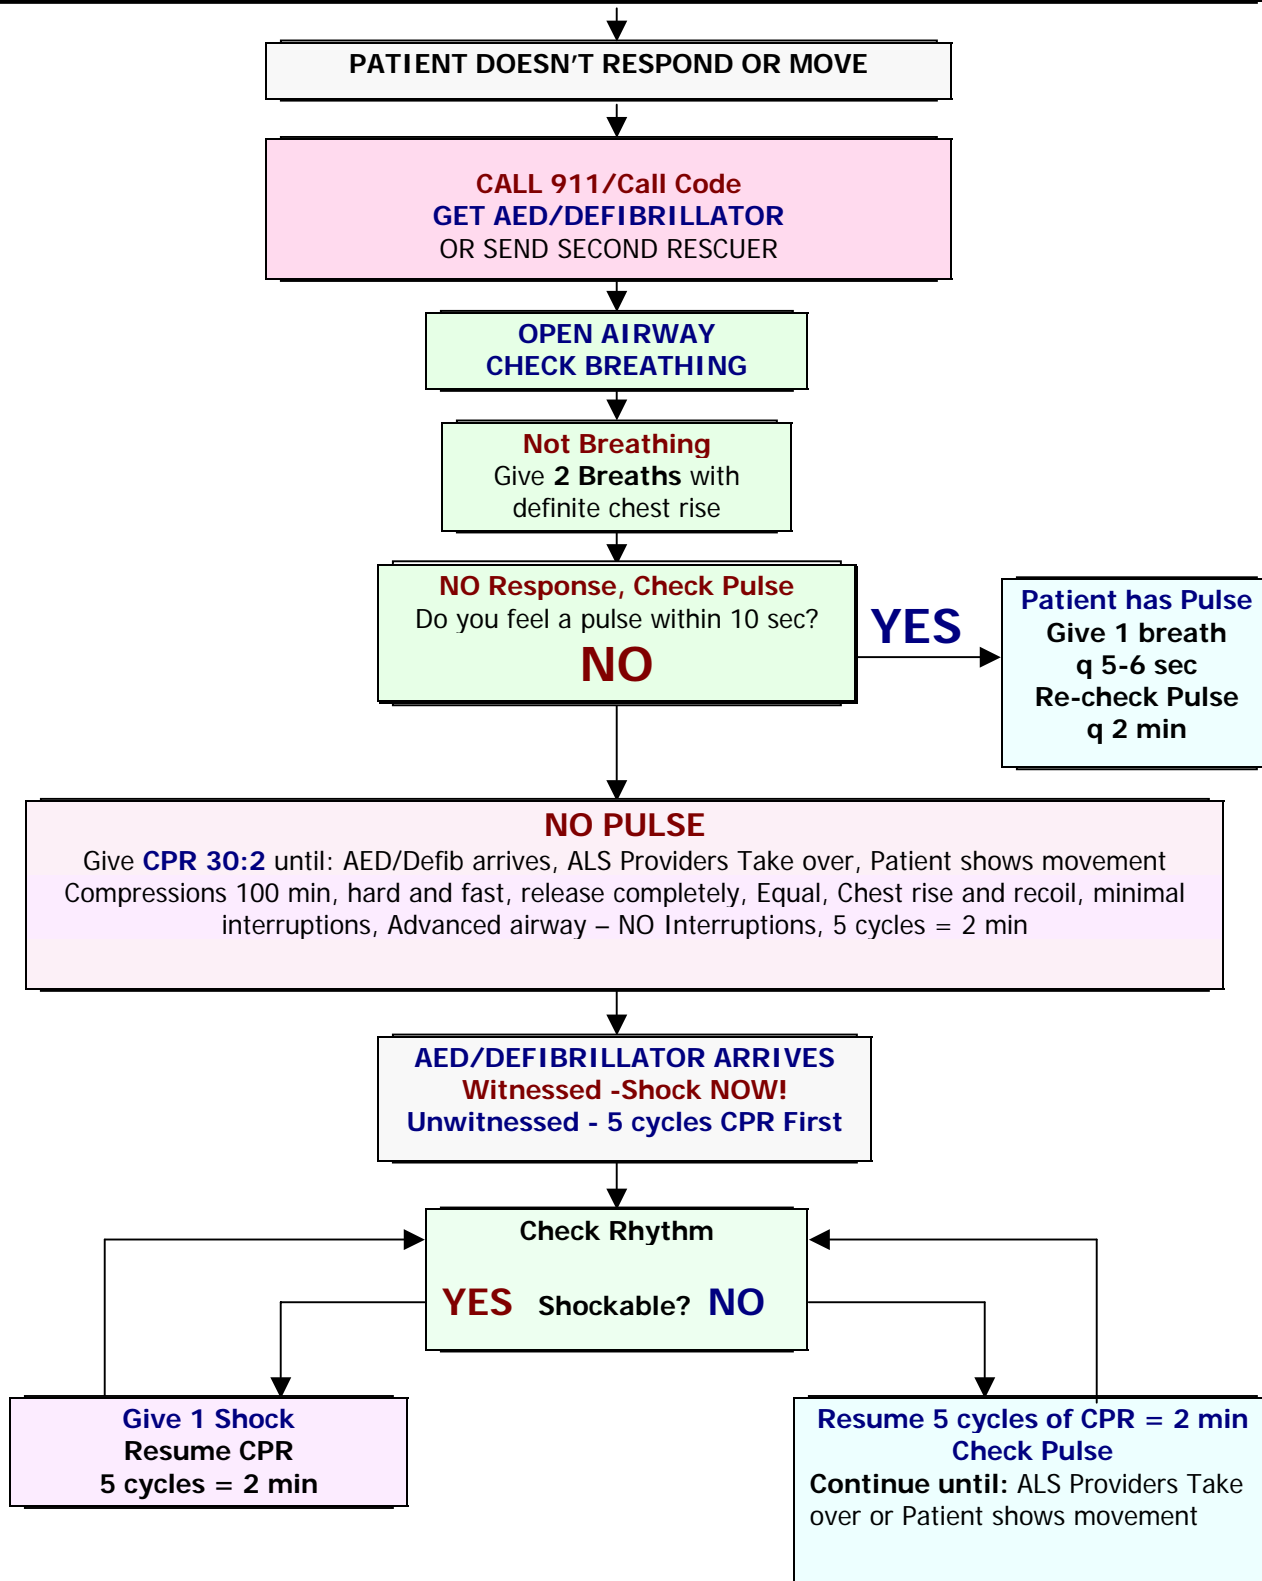 PATIENT DOESN'T RESPOND OR MOVE
CALL 911/Call Code
GET AED/DEFIBRILLATOR
OR SEND SECOND RESCUER
OPEN AIRWAY
CHECK BREATHING
Not Breathing
Give 2 Breaths with
definite chest rise
NO Response, Check Pulse
Do you feel a pulse within 10 sec?
NO
YES
Patient has Pulse
Give 1 breath
q 5-6 sec
Re-check Pulse
q 2 min
NO PULSE
Give CPR 30:2 until: AED/Defib arrives, ALS Providers Take over, Patient shows movement
Compressions 100 min, hard and fast, release completely, Equal, Chest rise and recoil, minimal
interruptions, Advanced airway – NO Interruptions, 5 cycles = 2 min
AED/DEFIBRILLATOR ARRIVES
Witnessed -Shock NOW!
Unwitnessed - 5 cycles CPR First
Check Rhythm
YES Shockable? NO
Give 1 Shock
Resume CPR
5 cycles = 2 min
Resume 5 cycles of CPR = 2 min
Check Pulse
Continue until: ALS Providers Take
over or Patient shows movement